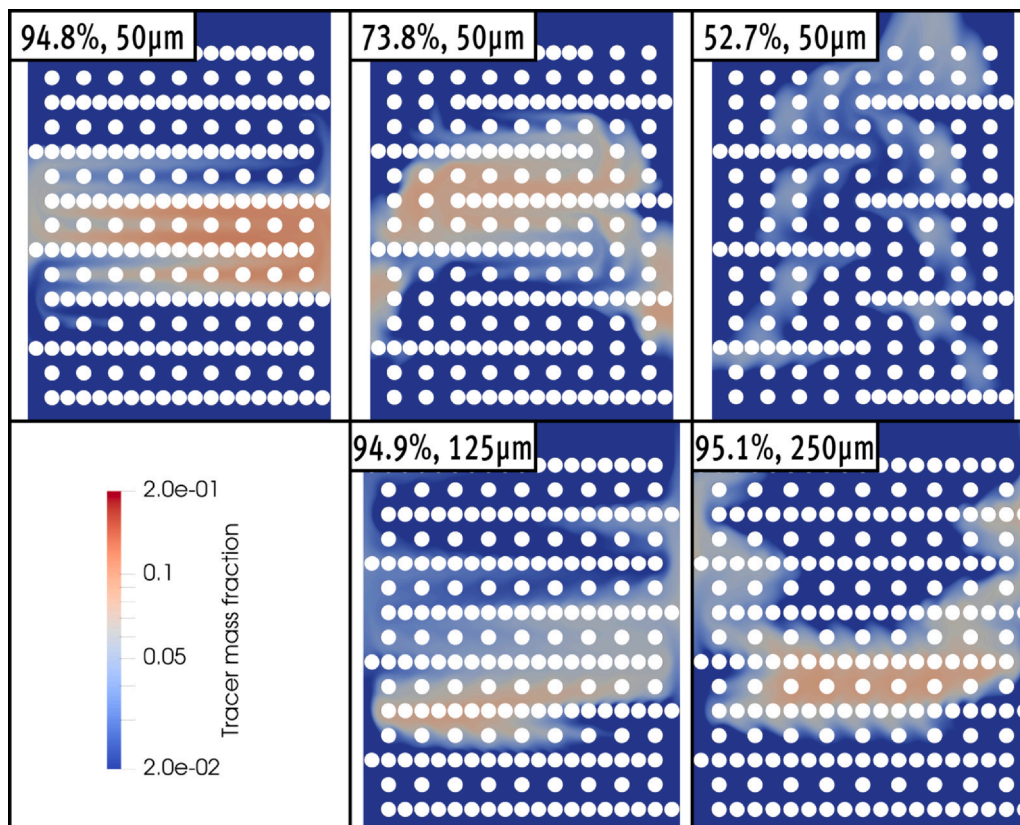 94.8%, 50μm
73.8%, 50μm
52.7%, 50μm
94.9%, 125μm
95.1%, 250μm
2.0e-01
0.1
0.05
2.0e-02
Tracer mass fraction